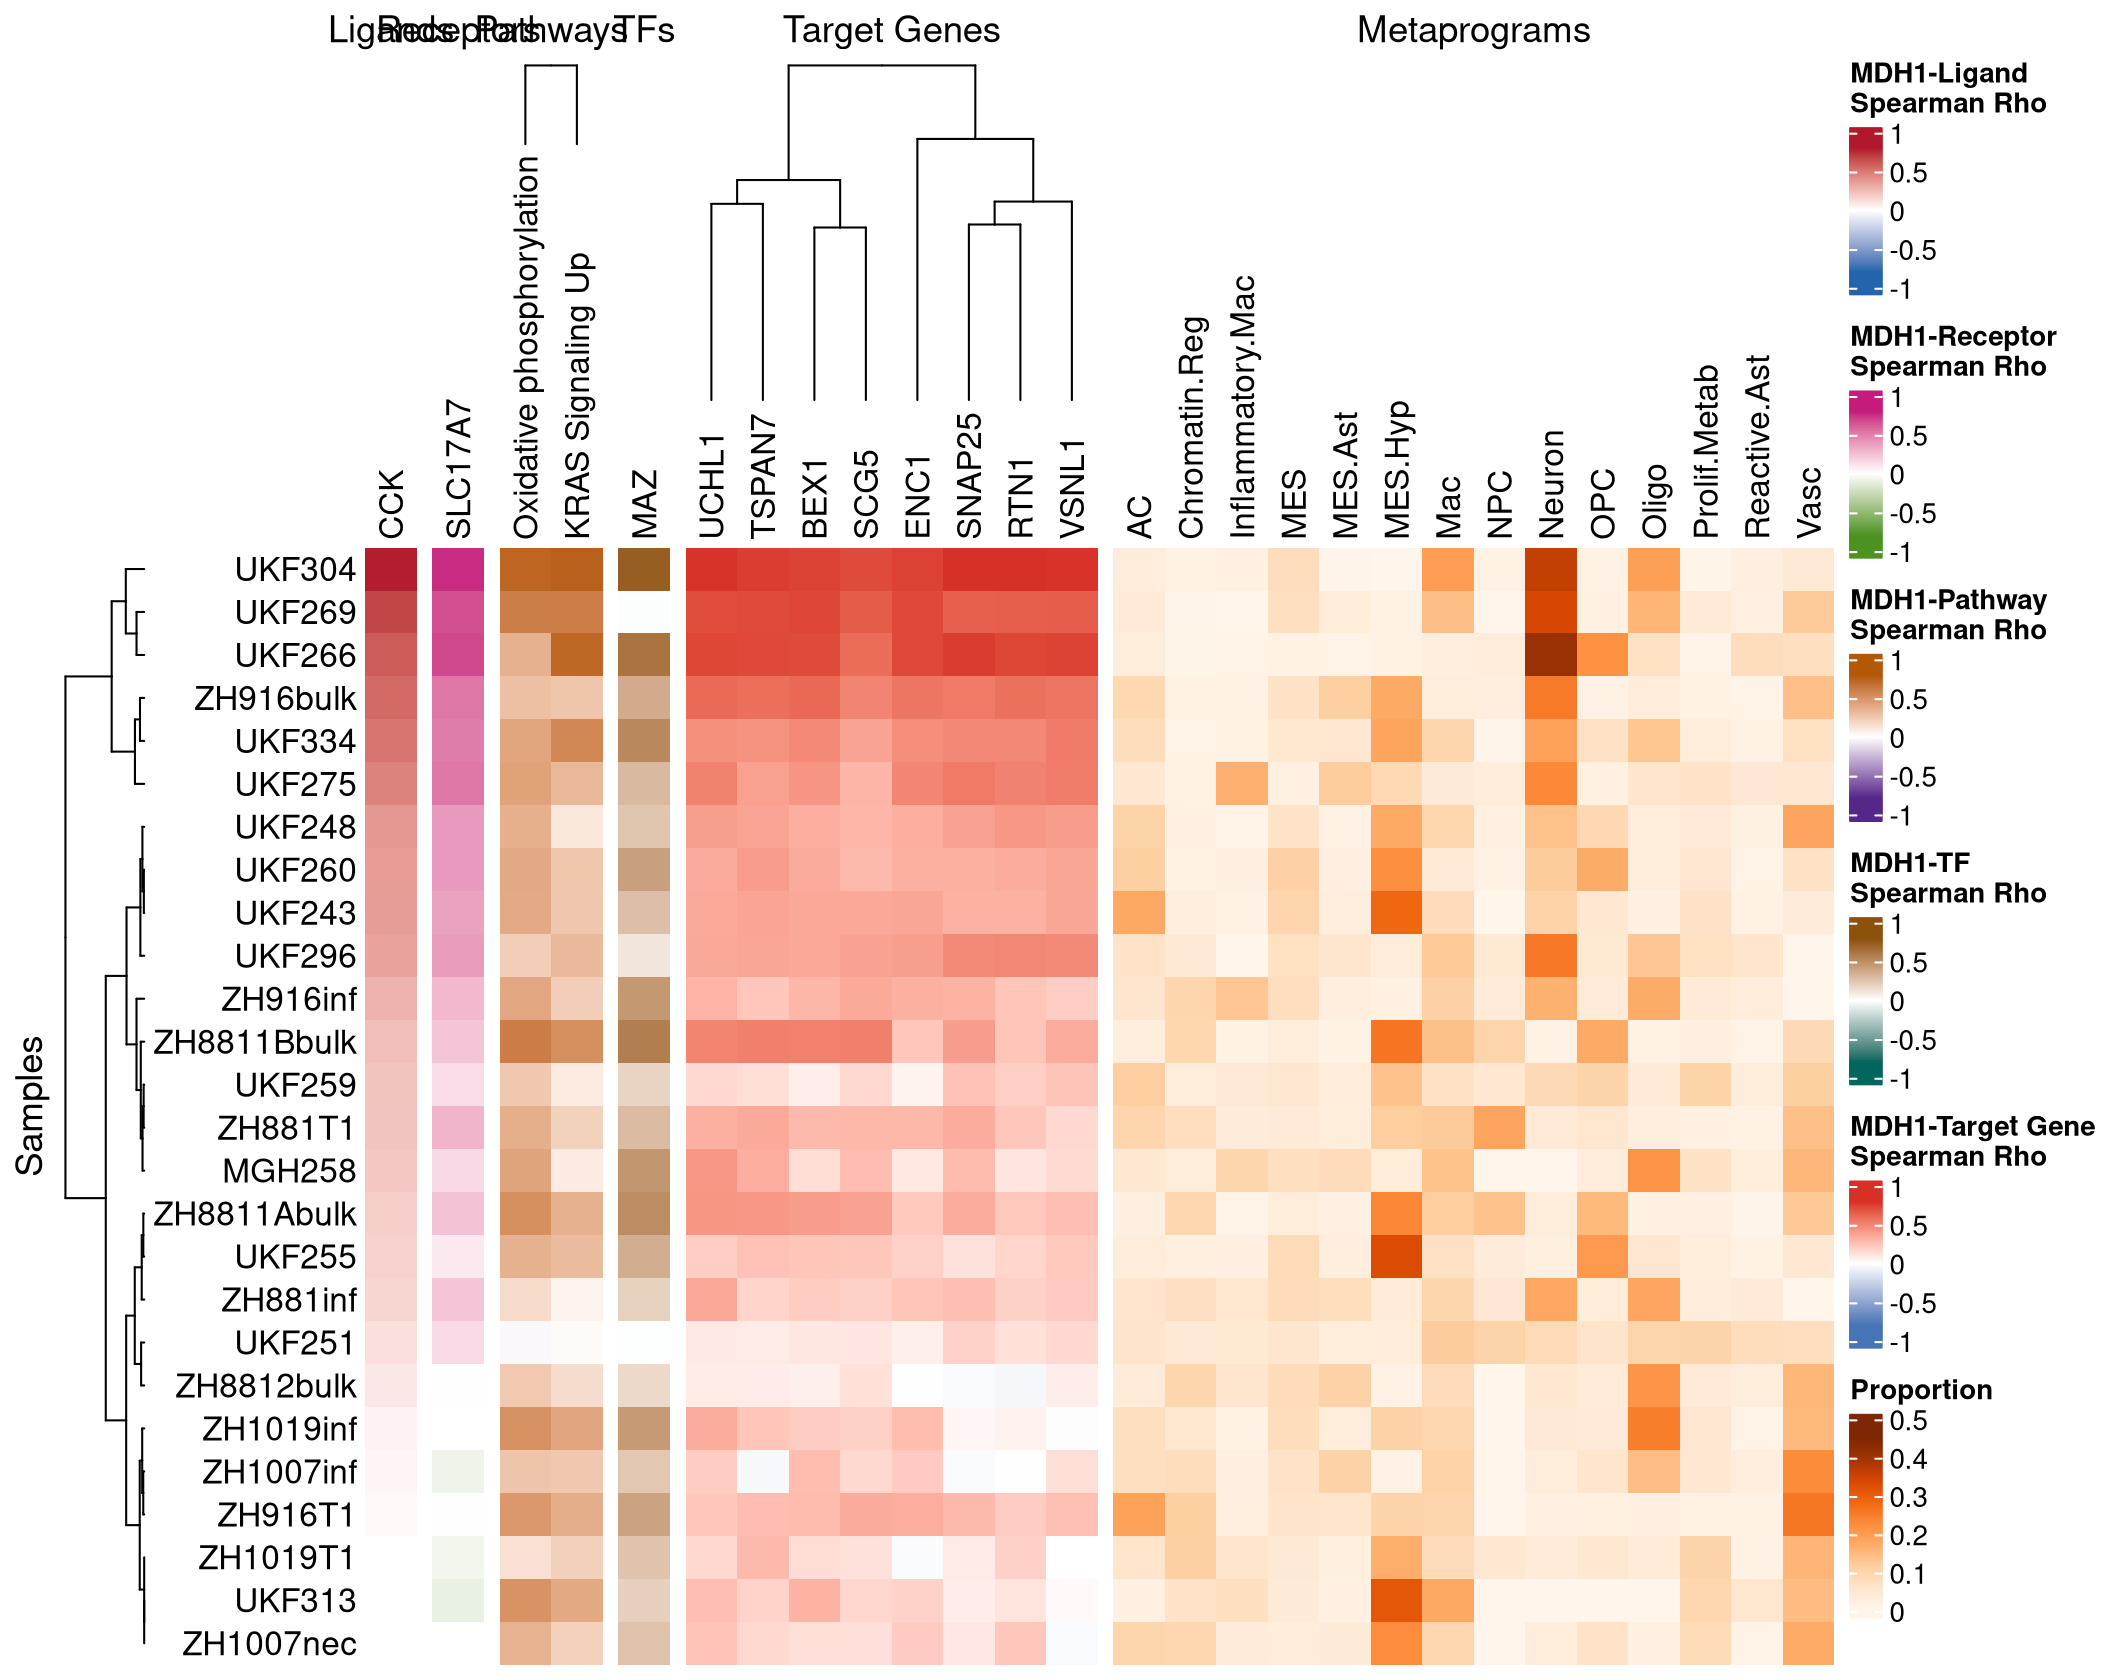 Ligands Receptors Pathways TFs Target Genes Metaprograms
Oxidative phosphorylation
KRAS Signaling Up
CCK
SLC17A7
MAZ
UCHL1
TSPAN7
BEX1
SCG5
ENC1
SNAP25
RTN1
VSNL1
AC
Chromatin.Reg
Inflammatory.Mac
MES
MES.Ast
MES.Hyp
Mac
NPC
Neuron
OPC
Oligo
Prolif.Metab
Reactive.Ast
Vasc
Samples
UKF304
UKF269
UKF266
ZH916bulk
UKF334
UKF275
UKF248
UKF260
UKF243
UKF296
ZH916inf
ZH8811Bbulk
UKF259
ZH881T1
MGH258
ZH8811Abulk
UKF255
ZH881inf
UKF251
ZH8812bulk
ZH1019inf
ZH1007inf
ZH916T1
ZH1019T1
UKF313
ZH1007nec
MDH1-Ligand
Spearman Rho
1
0.5
0
-0.5
-1
MDH1-Receptor
Spearman Rho
1
0.5
0
-0.5
-1
MDH1-Pathway
Spearman Rho
1
0.5
0
-0.5
-1
MDH1-TF
Spearman Rho
1
0.5
0
-0.5
-1
MDH1-Target Gene
Spearman Rho
1
0.5
0
-0.5
-1
Proportion
0.5
0.4
0.3
0.2
0.1
0